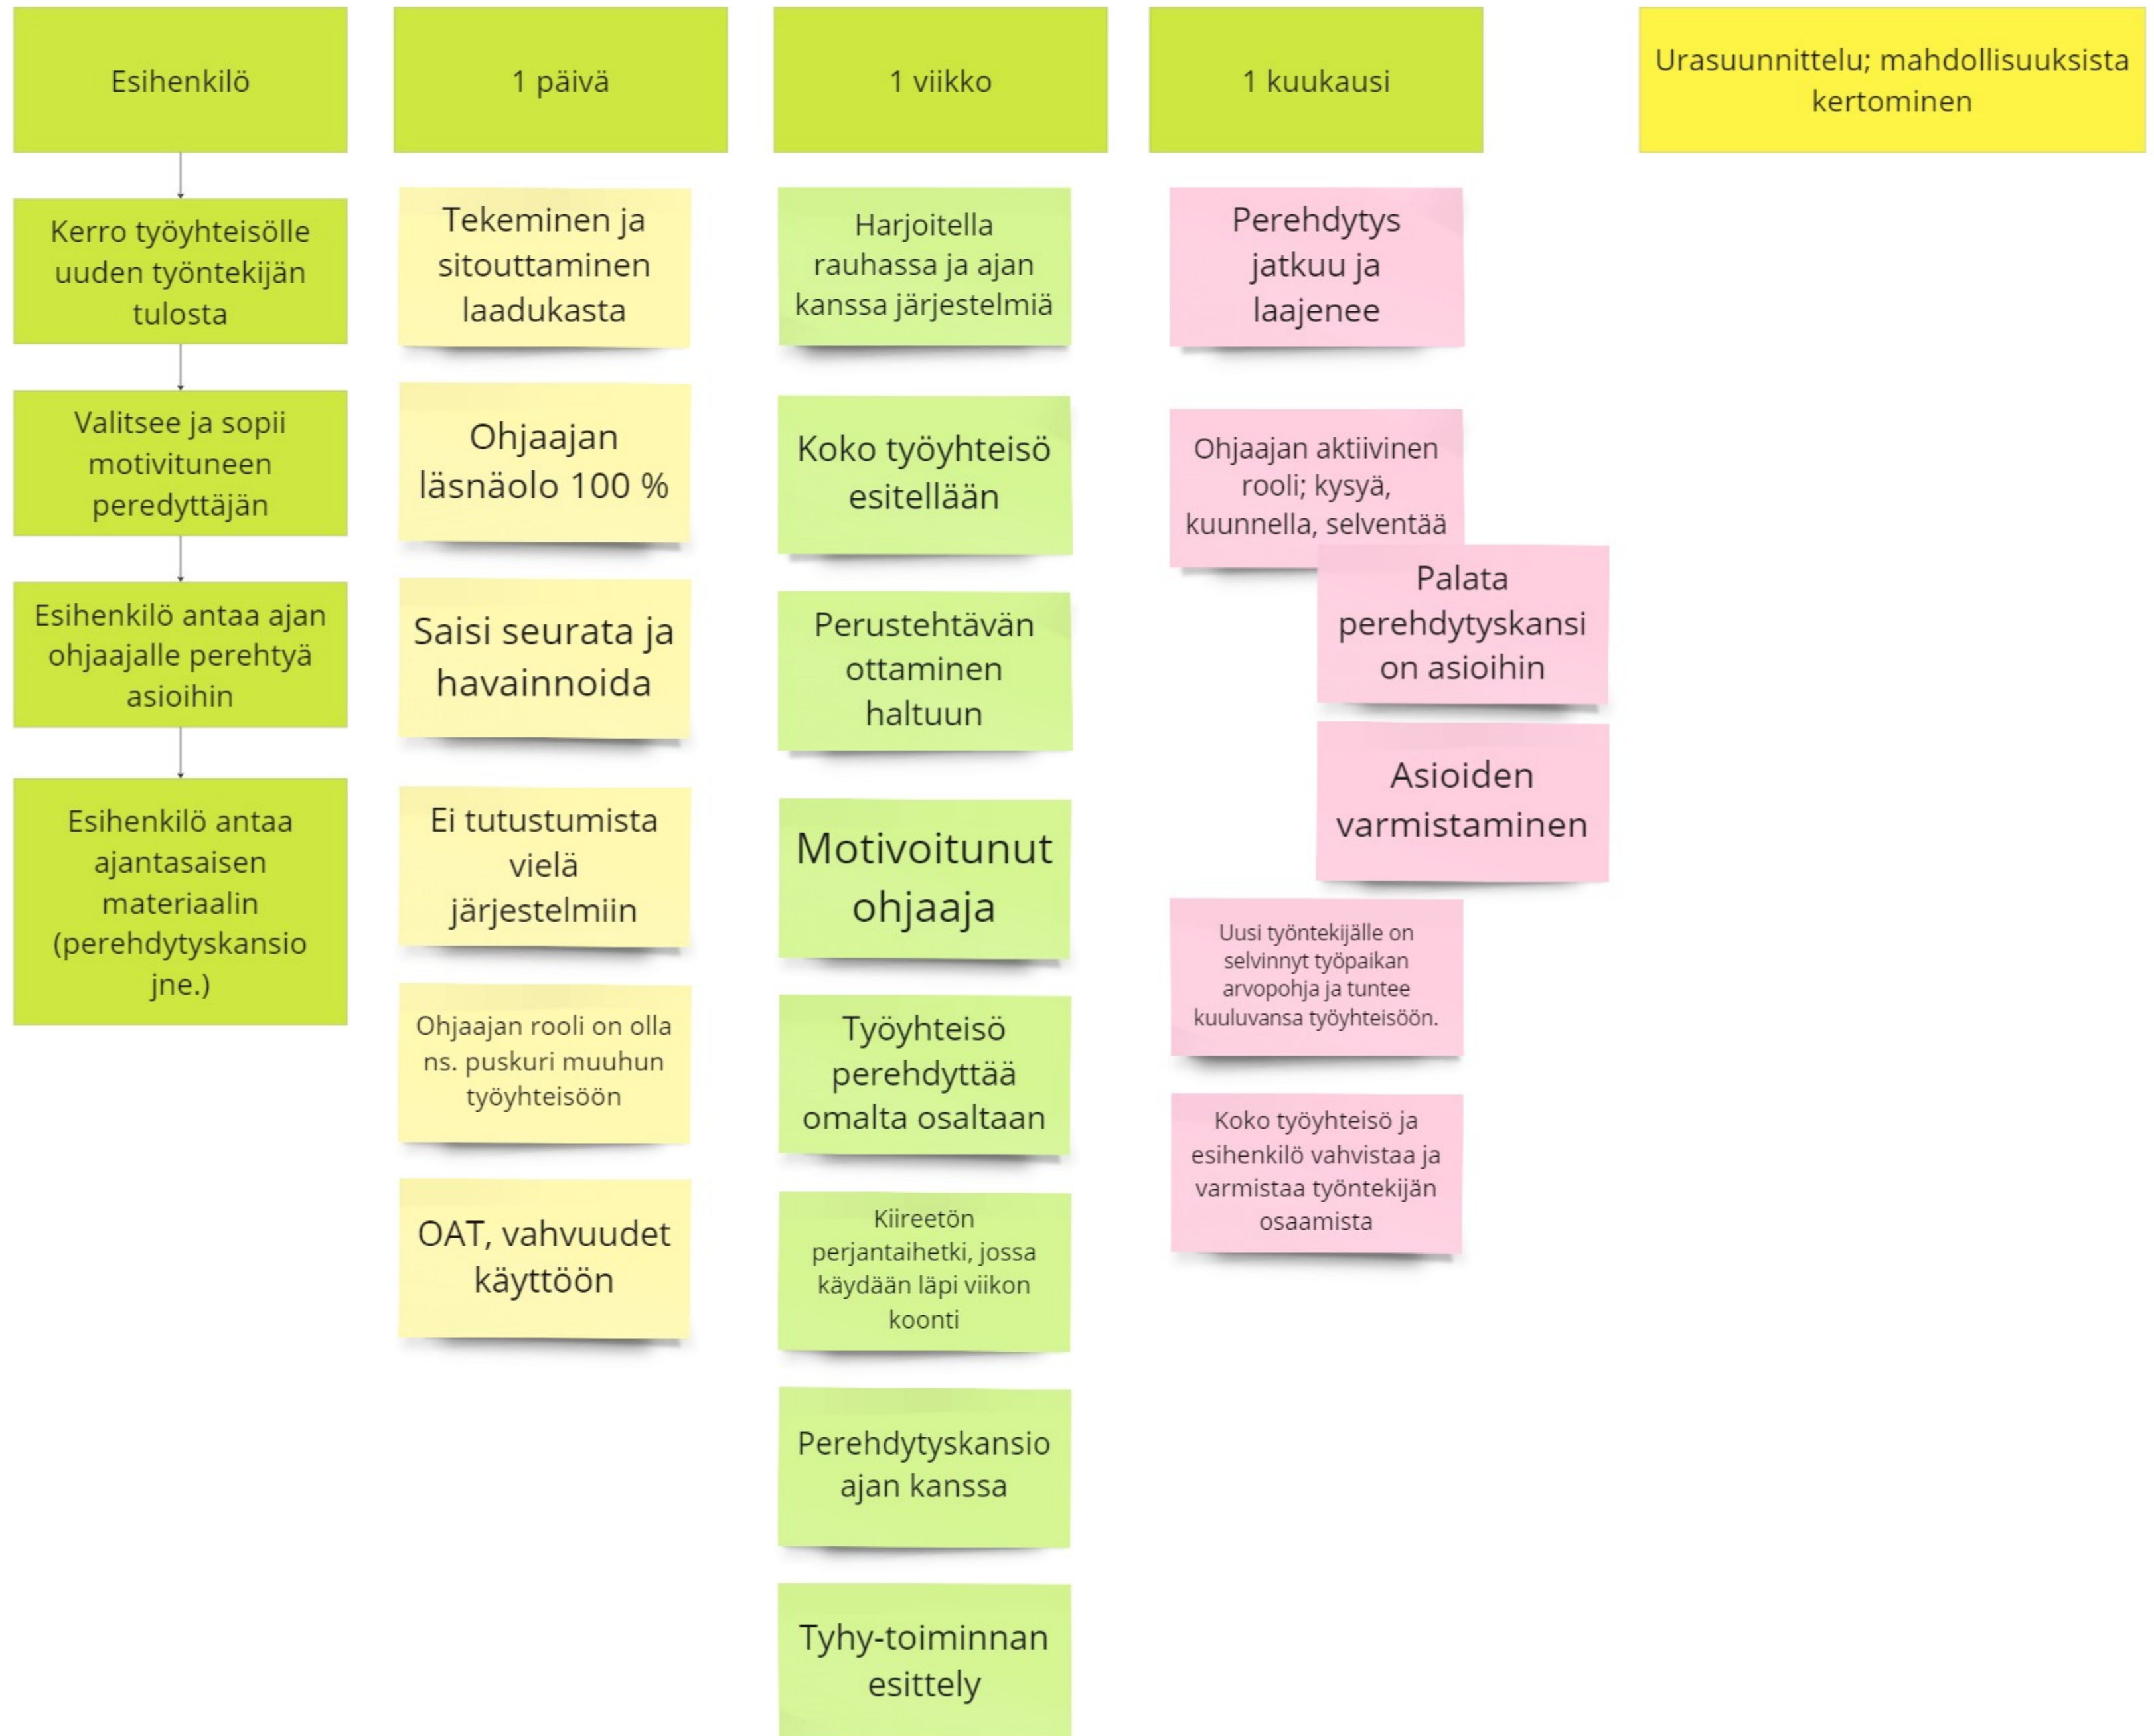 Esihenkilö
Kerro työyhteisölle
uuden työntekijän
tulosta
Valitsee ja sopii
motivituneen
peredyttäjän
Esihenkilö antaa ajan
ohjaajalle perehtyä
asioihin
Esihenkilö antaa
ajantasaisen
materiaalin
(perehdytyskansio
jne.)
1 päivä
Tekeminen ja
sitouttaminen
laadukasta
Ohjaajan
läsnäolo 100 %
Saisi seurata ja
havainnoida
Ei tutustumista
vielä
järjestelmiin
Ohjaajan rooli on olla
ns. puskuri muuhun
työyhteisöön
OAT, vahvuudet
käyttöön
1 viikko
Harjoitella
rauhassa ja ajan
kanssa järjestelmiä
Koko työyhteisö
esitellään
Perustehtävän
ottaminen
haltuun
Motivoitunut
ohjaaja
Työyhteisö
perehdyttää
omalta osaltaan
Kiireetön
perjantaihetki, jossa
käydään läpi viikon
koonti
Perehdytyskansio
ajan kanssa
Tyhy-toiminnan
esittely
1 kuukausi
Perehdytys
jatkuu ja
laajenee
Ohjaajan aktiivinen
rooli; kysyä,
kuunnella, selventää
Palata
perehdytyskansi
on asioihin
Asioiden
varmistaminen
Uusi työntekijälle on
selvinnyt työpaikan
arvopohja ja tuntee
kuuluvansa työyhteisöön.
Koko työyhteisö ja
esihenkilö vahvistaa ja
varmistaa työntekijän
osaamista
Urasuunnittelu; mahdollisuuksista
kertominen